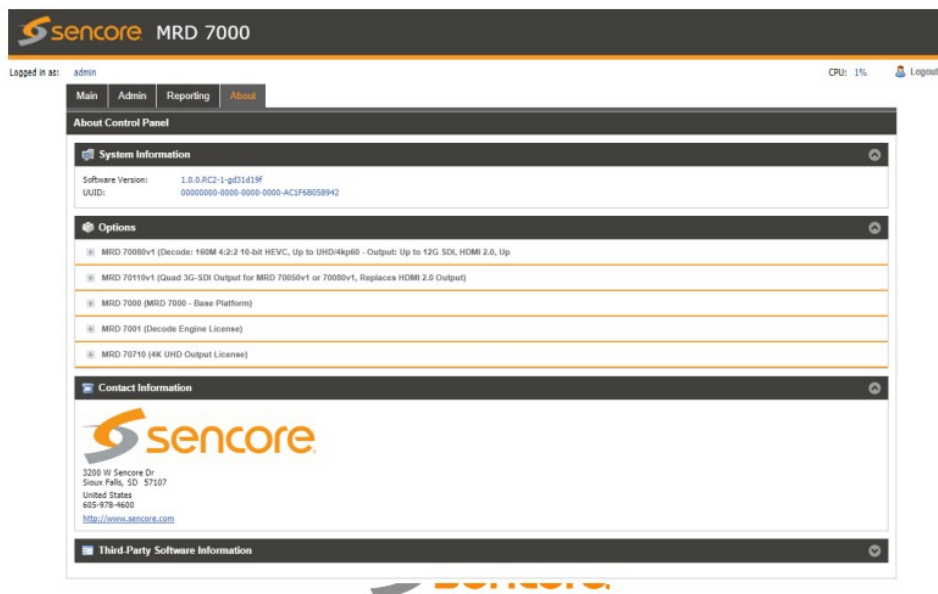 sencore MRD 7000
Logged in as: admin CPU: 1% Logout
Main Admin Reporting About
About Control Panel
System Information
Software Version: 1.0.0.RC2-1-gd31d19f
UUID: 00000000-0000-0000-0000-AC1F6B058942
Options
MRD 70080v1 (Decode: 160M 4:2:2 10-bit HEVC, Up to UHD/4kp60 - Output: Up to 12G SDI, HDMI 2.0, Up
MRD 70110v1 (Quad 3G-SDI Output for MRD 70050v1 or 70080v1, Replaces HDMI 2.0 Output)
MRD 7000 (MRD 7000 - Base Platform)
MRD 7001 (Decode Engine License)
MRD 70710 (4K UHD Output License)
Contact Information
sencore
3200 W Sencore Dr
Sioux Falls, SD 57107
United States
605-978-4600
http://www.sencore.com
Third-Party Software Information